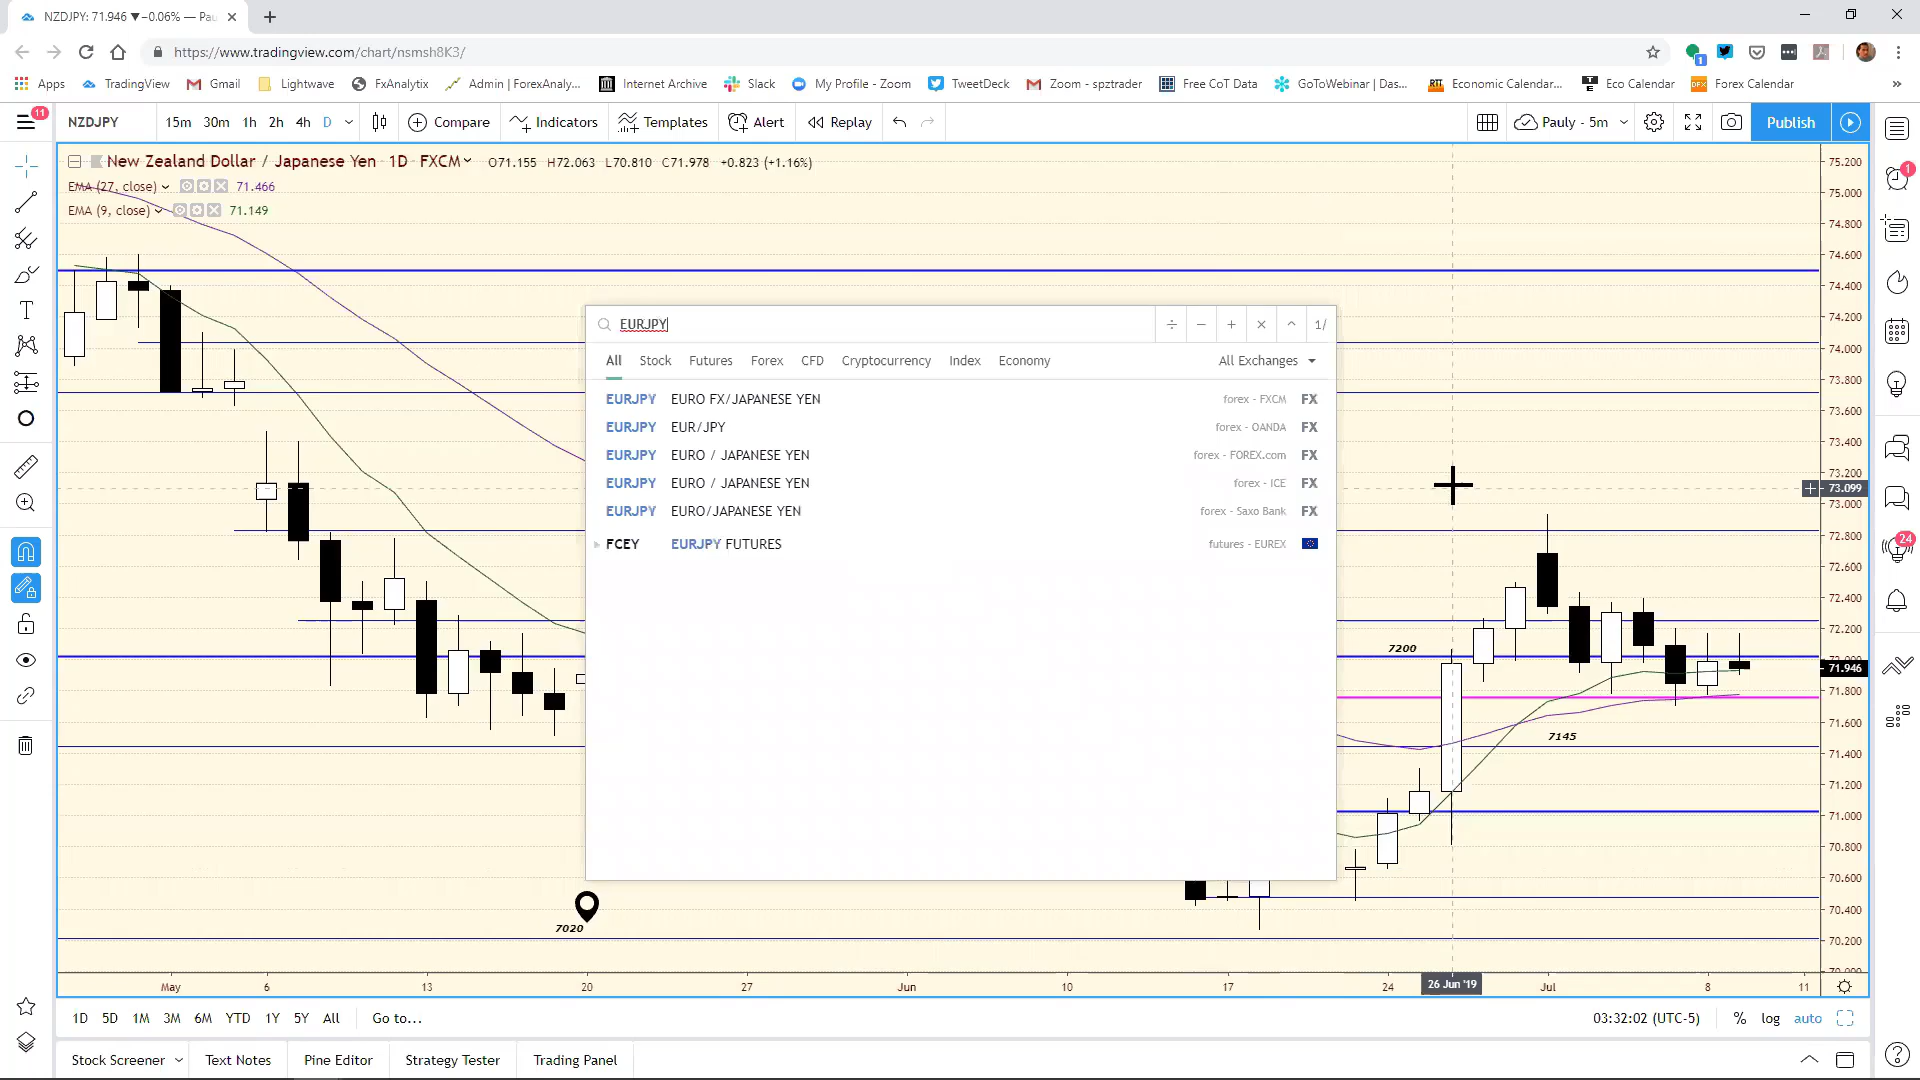 NZDJPY: 71.946 ▼−0.06% — Pau
https://www.tradingview.com/chart/nsmsh8K3/
Apps TradingView Gmail Lightwave FxAnalytix Admin | ForexAnaly... Internet Archive Slack My Profile - Zoom TweetDeck Zoom - spztrader Free CoT Data GoToWebinar | Das... Economic Calendar... Eco Calendar Forex Calendar »
11 NZDJPY 15m 30m 1h 2h 4h D Compare Indicators Templates Alert Replay Pauly - 5m Publish
New Zealand Dollar / Japanese Yen · 1D · FXCM O71.155 H72.063 L70.810 C71.978 +0.823 (+1.16%)
EMA (27, close) 71.466
EMA (9, close) 71.149
EURJPY ÷ − + × ^ 1/
All Stock Futures Forex CFD Cryptocurrency Index Economy All Exchanges
EURJPY EURO FX/JAPANESE YEN forex - FXCM FX
EURJPY EUR/JPY forex - OANDA FX
EURJPY EURO / JAPANESE YEN forex - FOREX.com FX
EURJPY EURO / JAPANESE YEN forex - ICE FX
EURJPY EURO/JAPANESE YEN forex - Saxo Bank FX
FCEY EURJPY FUTURES futures - EUREX
7200
7145
7020
75.200
75.000
74.800
74.600
74.400
74.200
74.000
73.800
73.600
73.400
73.200
73.099
73.000
72.800
72.600
72.400
72.200
71.946
71.800
71.600
71.400
71.200
71.000
70.800
70.600
70.400
70.200
70.000
1
24
May 6 13 20 27 Jun 10 17 24 26 Jun '19 Jul 8 11
1D 5D 1M 3M 6M YTD 1Y 5Y All Go to... 03:32:02 (UTC-5) % log auto
Stock Screener Text Notes Pine Editor Strategy Tester Trading Panel